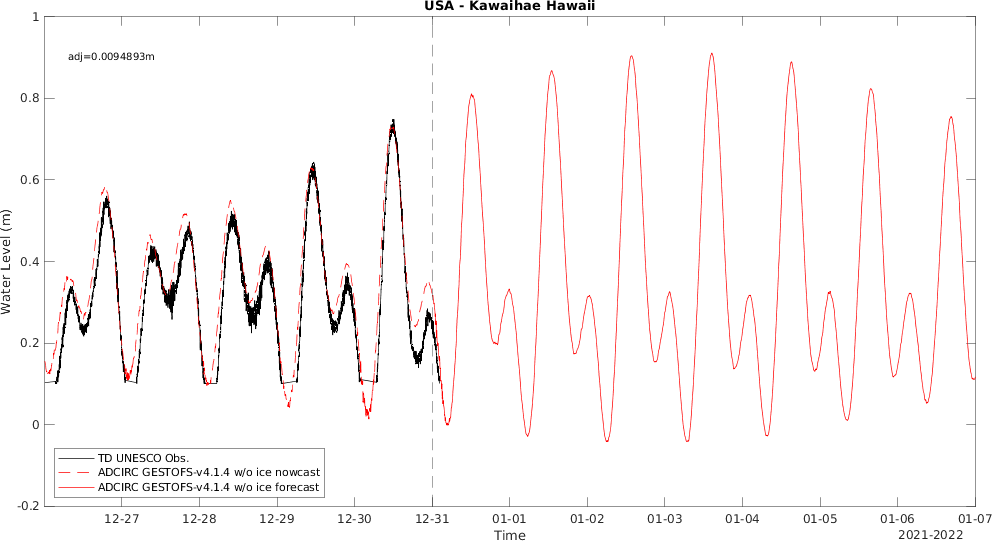 USA - Kawaihae Hawaii
adj=0.0094893m
Water Level (m)
1
0.8
0.6
0.4
0.2
0
-0.2
TD UNESCO Obs.
ADCIRC GESTOFS-v4.1.4 w/o ice nowcast
ADCIRC GESTOFS-v4.1.4 w/o ice forecast
12-27 12-28 12-29 12-30 12-31 01-01 01-02 01-03 01-04 01-05 01-06 01-07
Time
2021-2022